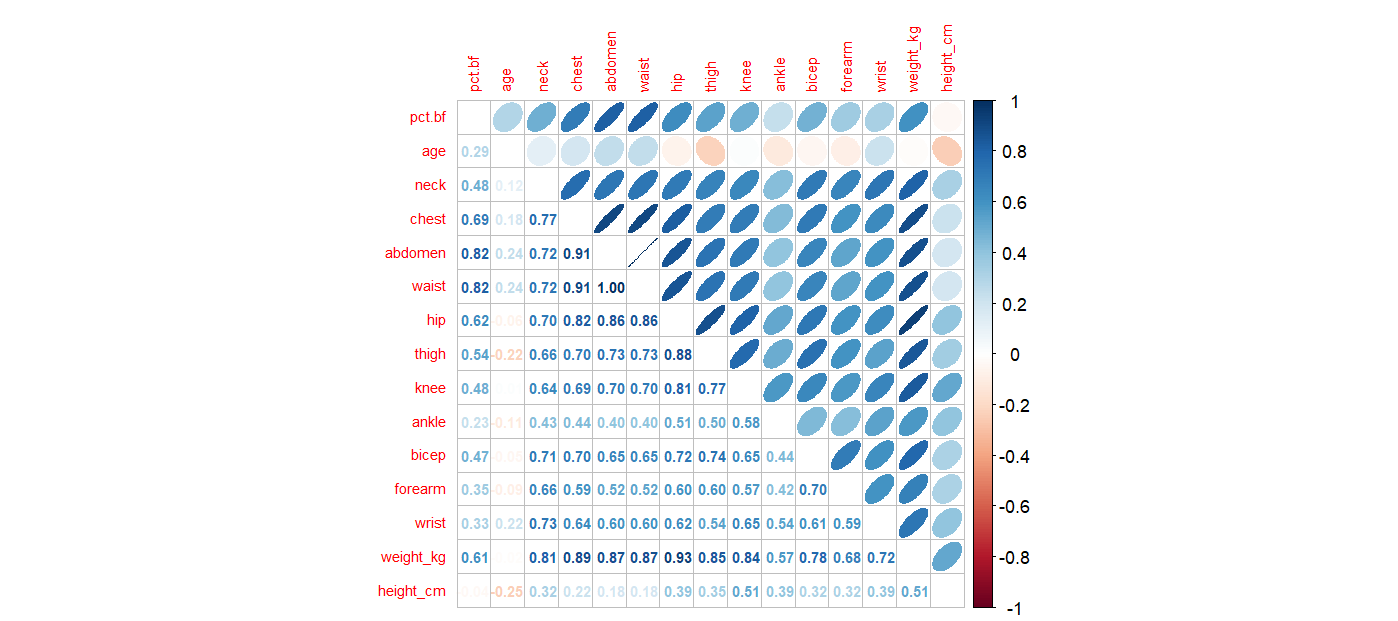 pct.bf age neck chest abdomen waist hip thigh knee ankle bicep forearm wrist weight_kg height_cm
pct.bf
age 0.29
neck 0.48 0.12
chest 0.69 0.18 0.77
abdomen 0.82 0.24 0.72 0.91
waist 0.82 0.24 0.72 0.91 1.00
hip 0.62 -0.06 0.70 0.82 0.86 0.86
thigh 0.54 -0.22 0.66 0.70 0.73 0.73 0.88
knee 0.48 0.64 0.69 0.70 0.70 0.81 0.77
ankle 0.23 -0.11 0.43 0.44 0.40 0.40 0.51 0.50 0.58
bicep 0.47 0.71 0.70 0.65 0.65 0.72 0.74 0.65 0.44
forearm 0.35 -0.09 0.66 0.59 0.52 0.52 0.60 0.60 0.57 0.42 0.70
wrist 0.33 0.22 0.73 0.64 0.60 0.60 0.62 0.54 0.65 0.54 0.61 0.59
weight_kg 0.61 0.81 0.89 0.87 0.87 0.93 0.85 0.84 0.57 0.78 0.68 0.72
height_cm -0.25 0.32 0.22 0.18 0.18 0.39 0.35 0.51 0.39 0.32 0.32 0.39 0.51
1
0.8
0.6
0.4
0.2
0
-0.2
-0.4
-0.6
-0.8
-1